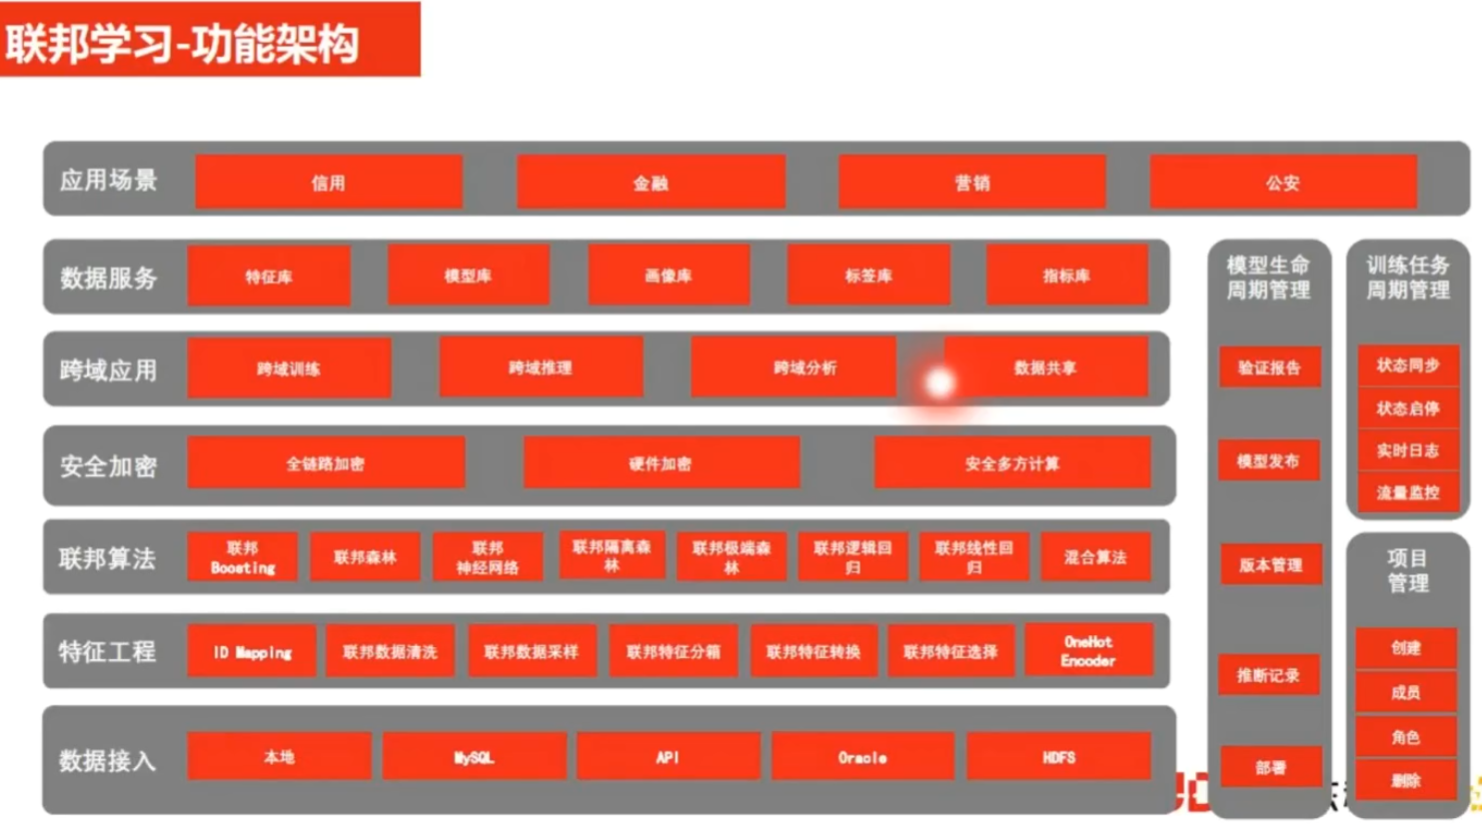 联邦学习-功能架构
应用场景
信用
金融
营销
公安
数据服务
特征库
模型库
画像库
标签库
指标库
跨域应用
跨域训练
跨域推理
跨域分析
数据共享
安全加密
全链路加密
硬件加密
安全多方计算
联邦算法
联邦
Boosting
联邦森林
联邦
神经网络
联邦隔离森
林
联邦极端森
林
联邦逻辑回
归
联邦线性回
归
混合算法
特征工程
ID Mapping
联邦数据清洗
联邦数据采样
联邦特征分箱
联邦特征转换
联邦特征选择
OneHot
Encoder
数据接入
本地
MySQL
API
Oracle
HDFS
模型生命
周期管理
验证报告
模型发布
版本管理
推断记录
部署
训练任务
周期管理
状态同步
状态启停
实时日志
流量监控
项目
管理
创建
成员
角色
删除